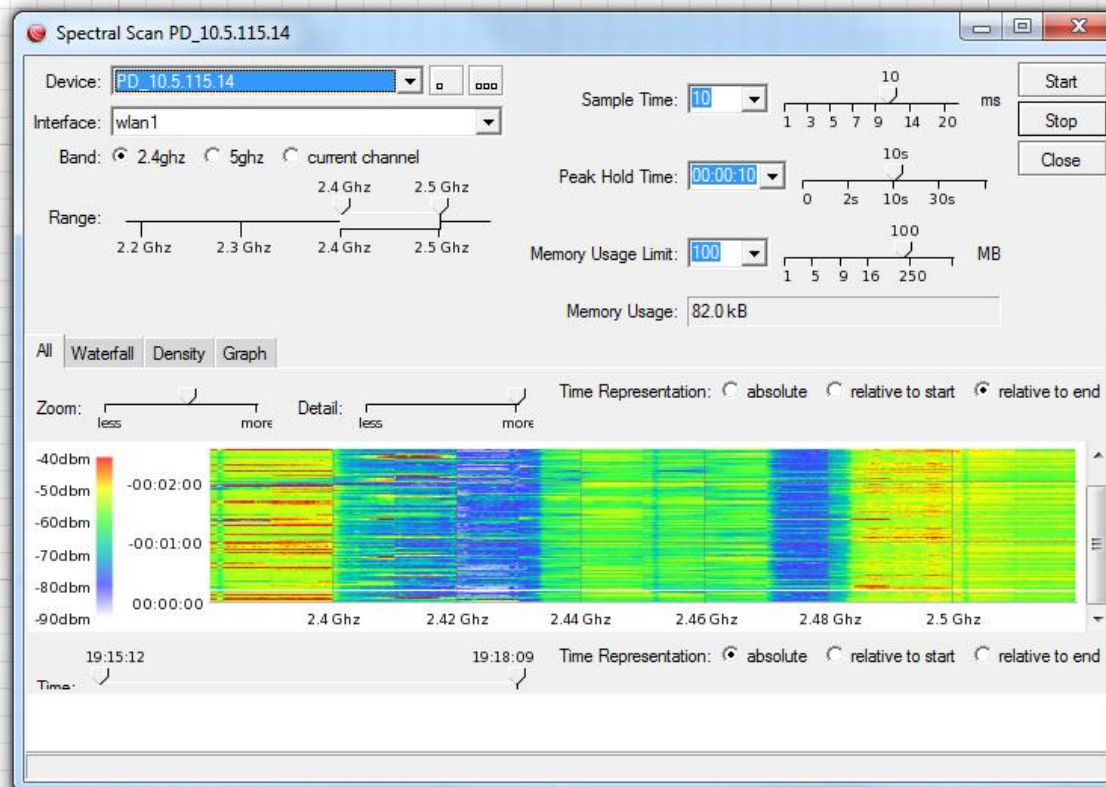 Spectral Scan PD_10.5.115.14
Device: PD_10.5.115.14
Interface: wlan1
Band: 2.4ghz 5ghz current channel
2.4 Ghz 2.5 Ghz
Range:
2.2 Ghz 2.3 Ghz 2.4 Ghz 2.5 Ghz
10
Sample Time: 10 ms
1 3 5 7 9 14 20
10s
Peak Hold Time: 00:00:10
0 2s 10s 30s
100
Memory Usage Limit: 100 MB
1 5 9 16 250
Memory Usage: 82.0 kB
Start
Stop
Close
All Waterfall Density Graph
Zoom: less more Detail: less more
Time Representation: absolute relative to start relative to end
-40dbm
-50dbm
-60dbm
-70dbm
-80dbm
-90dbm
-00:02:00
-00:01:00
00:00:00
2.4 Ghz 2.42 Ghz 2.44 Ghz 2.46 Ghz 2.48 Ghz 2.5 Ghz
19:15:12 19:18:09
Time Representation: absolute relative to start relative to end
Time: